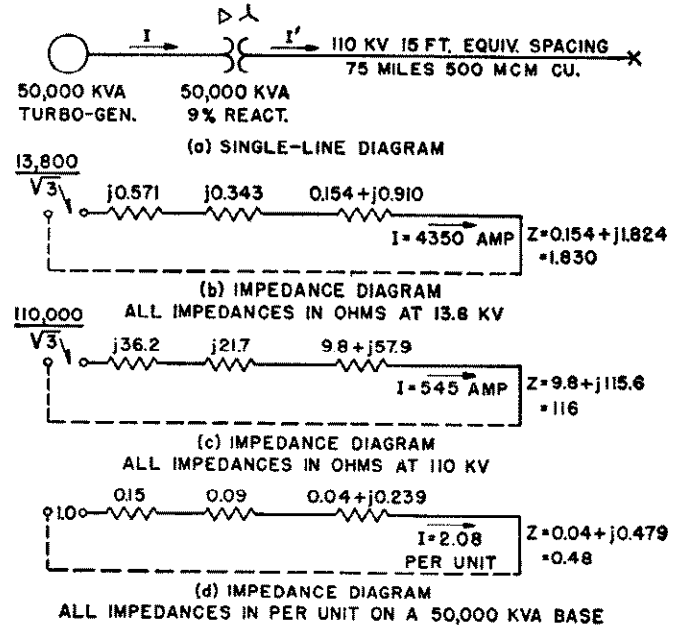 I I' 110 KV 15 FT. EQUIV. SPACING
75 MILES 500 MCM CU.
50,000 KVA 50,000 KVA
TURBO-GEN. 9% REACT.
(a) SINGLE-LINE DIAGRAM
13,800
√3 j0.571 j0.343 0.154+j0.910
I=4350 AMP Z=0.154+j1.824
=1.830
(b) IMPEDANCE DIAGRAM
ALL IMPEDANCES IN OHMS AT 13.8 KV
110,000
√3 j36.2 j21.7 9.8+j57.9
I=545 AMP Z=9.8+j115.6
=116
(c) IMPEDANCE DIAGRAM
ALL IMPEDANCES IN OHMS AT 110 KV
1.0 0.15 0.09 0.04+j0.239
I=2.08 Z=0.04+j0.479
PER UNIT =0.48
(d) IMPEDANCE DIAGRAM
ALL IMPEDANCES IN PER UNIT ON A 50,000 KVA BASE